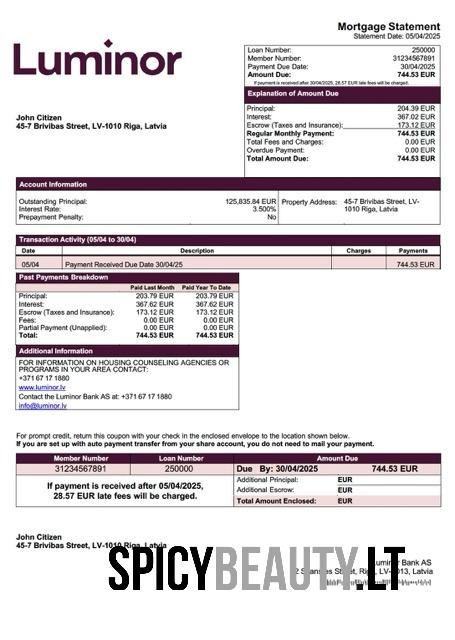 Mortgage Statement
Statement Date: 05/04/2025
Luminor
Loan Number: 250000
Member Number: 31234567891
Payment Due Date: 30/04/2025
Amount Due: 744.53 EUR
If payment is received after 30/04/2025, 28.57 EUR late fees will be charged.
Explanation of Amount Due
Principal: 204.39 EUR
Interest: 367.02 EUR
Escrow (Taxes and Insurance): 173.12 EUR
Regular Monthly Payment: 744.53 EUR
Total Fees and Charges: 0.00 EUR
Overdue Payment: 0.00 EUR
Total Amount Due: 744.53 EUR
John Citizen
45-7 Brivibas Street, LV-1010 Riga, Latvia
Account Information
Outstanding Principal: 125,835.84 EUR
Interest Rate: 3.500%
Prepayment Penalty: No
Property Address: 45-7 Brivibas Street, LV-
1010 Riga, Latvia
Transaction Activity (05/04 to 30/04)
Date Description Charges Payments
05/04 Payment Received Due Date 30/04/25 744.53 EUR
Past Payments Breakdown
Paid Last Month Paid Year To Date
Principal: 203.79 EUR 203.79 EUR
Interest: 367.62 EUR 367.62 EUR
Escrow (Taxes and Insurance): 173.12 EUR 173.12 EUR
Fees: 0.00 EUR 0.00 EUR
Partial Payment (Unapplied): 0.00 EUR 0.00 EUR
Total: 744.53 EUR 744.53 EUR
Additional Information
FOR INFORMATION ON HOUSING COUNSELING AGENCIES OR
PROGRAMS IN YOUR AREA CONTACT:
+371 67 17 1880
www.luminor.lv
Contact the Luminor Bank AS at: +371 67 17 1880
info@luminor.lv
For prompt credit, return this coupon with your check in the enclosed envelope to the location shown below.
If you are set up with auto payment transfer from your share account, you do not need to mail your payment.
Member Number Loan Number Amount Due
31234567891 250000 Due By: 30/04/2025 744.53 EUR
If payment is received after 05/04/2025,
28.57 EUR late fees will be charged.
Additional Principal: EUR
Additional Escrow: EUR
Total Amount Enclosed: EUR
John Citizen
45-7 Brivibas Street, LV-1010 Riga, Latvia
Bank AS
Riga, Latvia
SPICYBEAUTY.LT